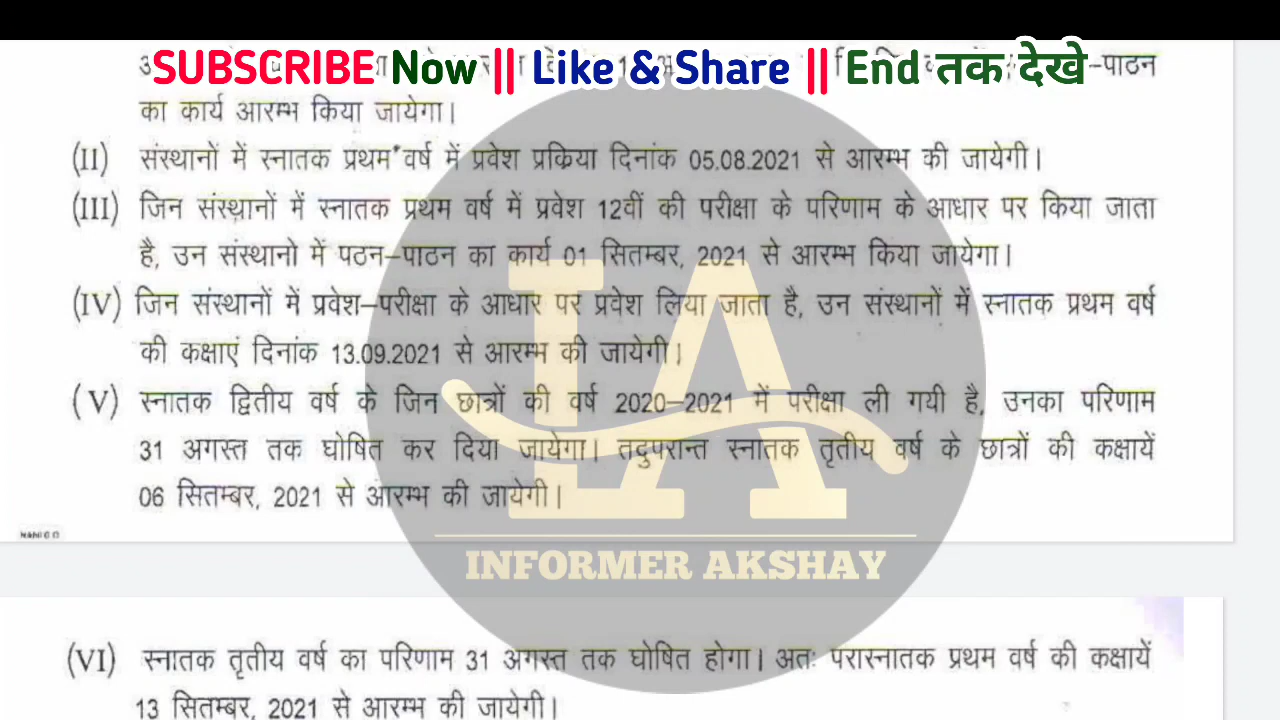 SUBSCRIBE Now || Like & Share || End तक देखे
–पाठन
का कार्य आरम्भ किया जायेगा।
(II) संस्थानों में स्नातक प्रथम वर्ष में प्रवेश प्रक्रिया दिनांक 05.08.2021 से आरम्भ की जायेगी।
(III) जिन संस्थानों में स्नातक प्रथम वर्ष में प्रवेश 12वीं की परीक्षा के परिणाम के आधार पर किया जाता
है, उन संस्थानो में पठन–पाठन का कार्य 01 सितम्बर, 2021 से आरम्भ किया जायेगा।
(IV) जिन संस्थानों में प्रवेश–परीक्षा के आधार पर प्रवेश लिया जाता है, उन संस्थानों में स्नातक प्रथम वर्ष
की कक्षाएं दिनांक 13.09.2021 से आरम्भ की जायेगी।
(V) स्नातक द्वितीय वर्ष के जिन छात्रों की वर्ष 2020–2021 में परीक्षा ली गयी है, उनका परिणाम
31 अगस्त तक घोषित कर दिया जायेगा। तदुपरान्त स्नातक तृतीय वर्ष के छात्रों की कक्षायें
06 सितम्बर, 2021 से आरम्भ की जायेगी।
IA
INFORMER AKSHAY
(VI) स्नातक तृतीय वर्ष का परिणाम 31 अगस्त तक घोषित होगा। अतः परास्नातक प्रथम वर्ष की कक्षायें
13 सितम्बर, 2021 से आरम्भ की जायेगी।